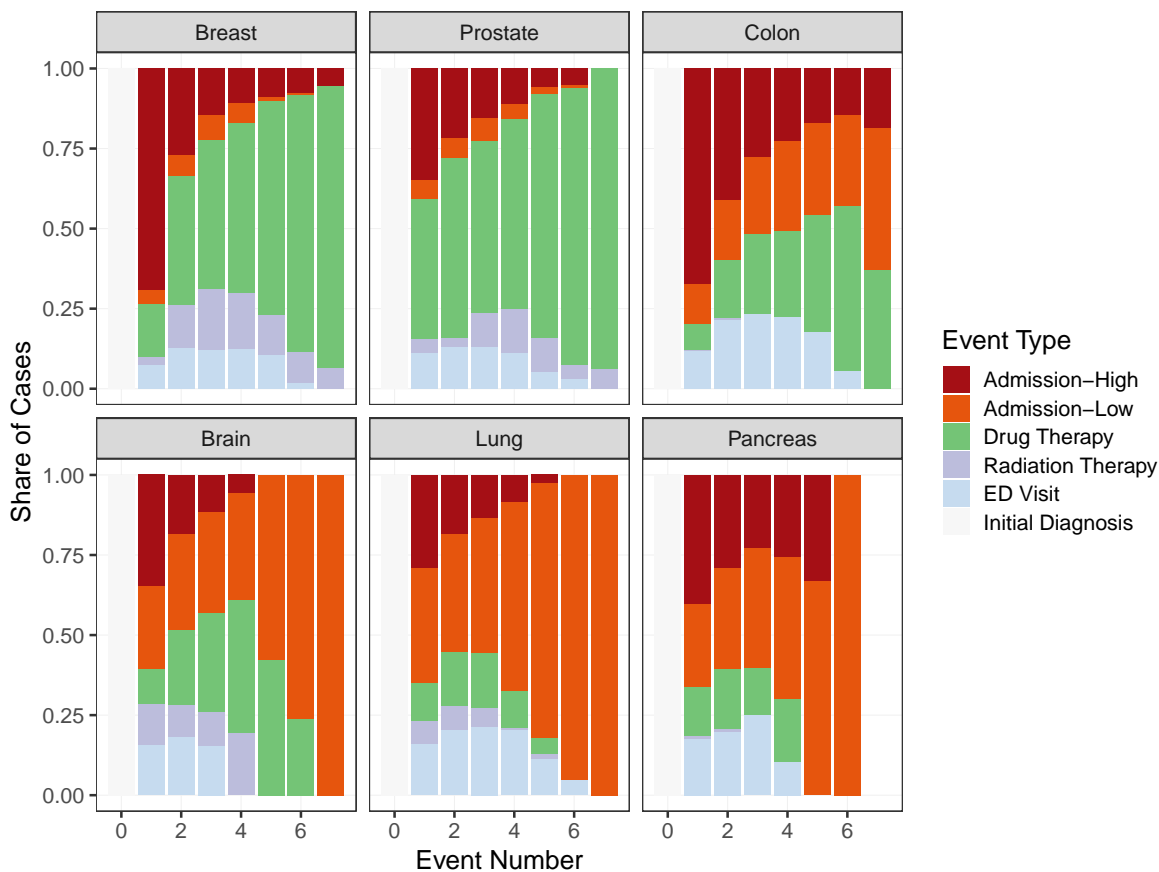 Breast Prostate Colon
1.00
0.75
0.50
0.25
0.00
Brain Lung Pancreas
1.00
0.75
0.50
0.25
0.00
0 2 4 6 0 2 4 6 0 2 4 6
Event Number
Share of Cases
Event Type
Admission−High
Admission−Low
Drug Therapy
Radiation Therapy
ED Visit
Initial Diagnosis